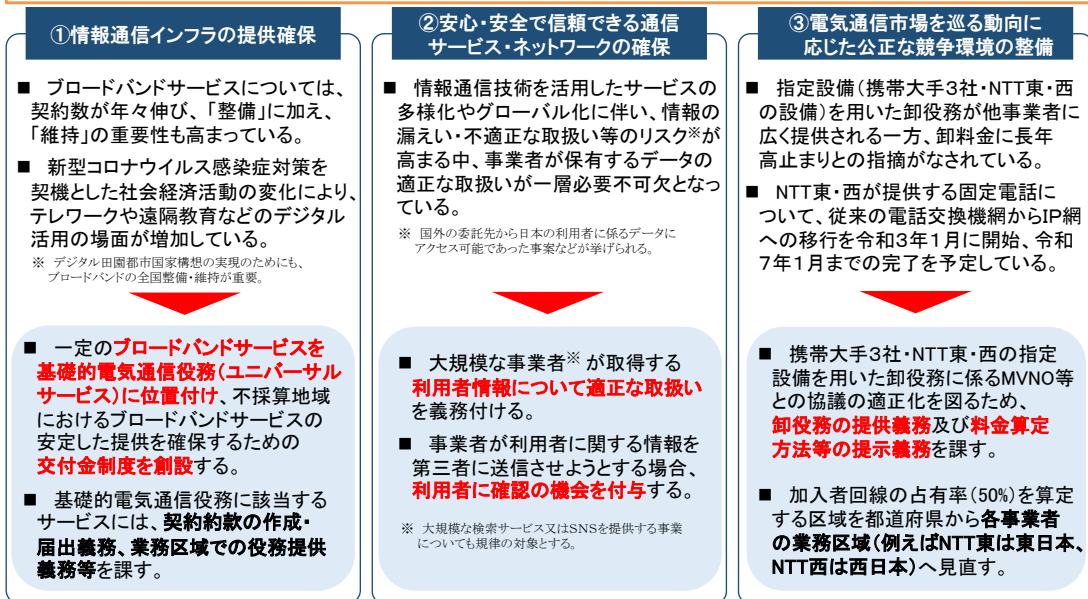 ①情報通信インフラの提供確保
■ ブロードバンドサービスについては、
契約数が年々伸び、「整備」に加え、
「維持」の重要性も高まっている。
■ 新型コロナウイルス感染症対策を
契機とした社会経済活動の変化により、
テレワークや遠隔教育などのデジタル
活用の場面が増加している。
※ デジタル田園都市国家構想の実現のためにも、
ブロードバンドの全国整備・維持が重要。
■ 一定のブロードバンドサービスを
基礎的電気通信役務(ユニバーサル
サービス)に位置付け、不採算地域
におけるブロードバンドサービスの
安定した提供を確保するための
交付金制度を創設する。
■ 基礎的電気通信役務に該当する
サービスには、契約約款の作成・
届出義務、業務区域での役務提供
義務等を課す。
②安心・安全で信頼できる通信
サービス・ネットワークの確保
■ 情報通信技術を活用したサービスの
多様化やグローバル化に伴い、情報の
漏えい・不適正な取扱い等のリスク※が
高まる中、事業者が保有するデータの
適正な取扱いが一層必要不可欠となっ
ている。
※ 国外の委託先から日本の利用者に係るデータに
アクセス可能であった事案などが挙げられる。
■ 大規模な事業者※ が取得する
利用者情報について適正な取扱い
を義務付ける。
■ 事業者が利用者に関する情報を
第三者に送信させようとする場合、
利用者に確認の機会を付与する。
※ 大規模な検索サービス又はSNSを提供する事業
についても規律の対象とする。
③電気通信市場を巡る動向に
応じた公正な競争環境の整備
■ 指定設備(携帯大手3社・NTT東・西
の設備)を用いた卸役務が他事業者に
広く提供される一方、卸料金に長年
高止まりとの指摘がなされている。
■ NTT東・西が提供する固定電話に
ついて、従来の電話交換機網からIP網
への移行を令和3年1月に開始、令和
7年1月までの完了を予定している。
■ 携帯大手3社・NTT東・西の指定
設備を用いた卸役務に係るMVNO等
との協議の適正化を図るため、
卸役務の提供義務及び料金算定
方法等の提示義務を課す。
■ 加入者回線の占有率(50%)を算定
する区域を都道府県から各事業者
の業務区域(例えばNTT東は東日本、
NTT西は西日本)へ見直す。